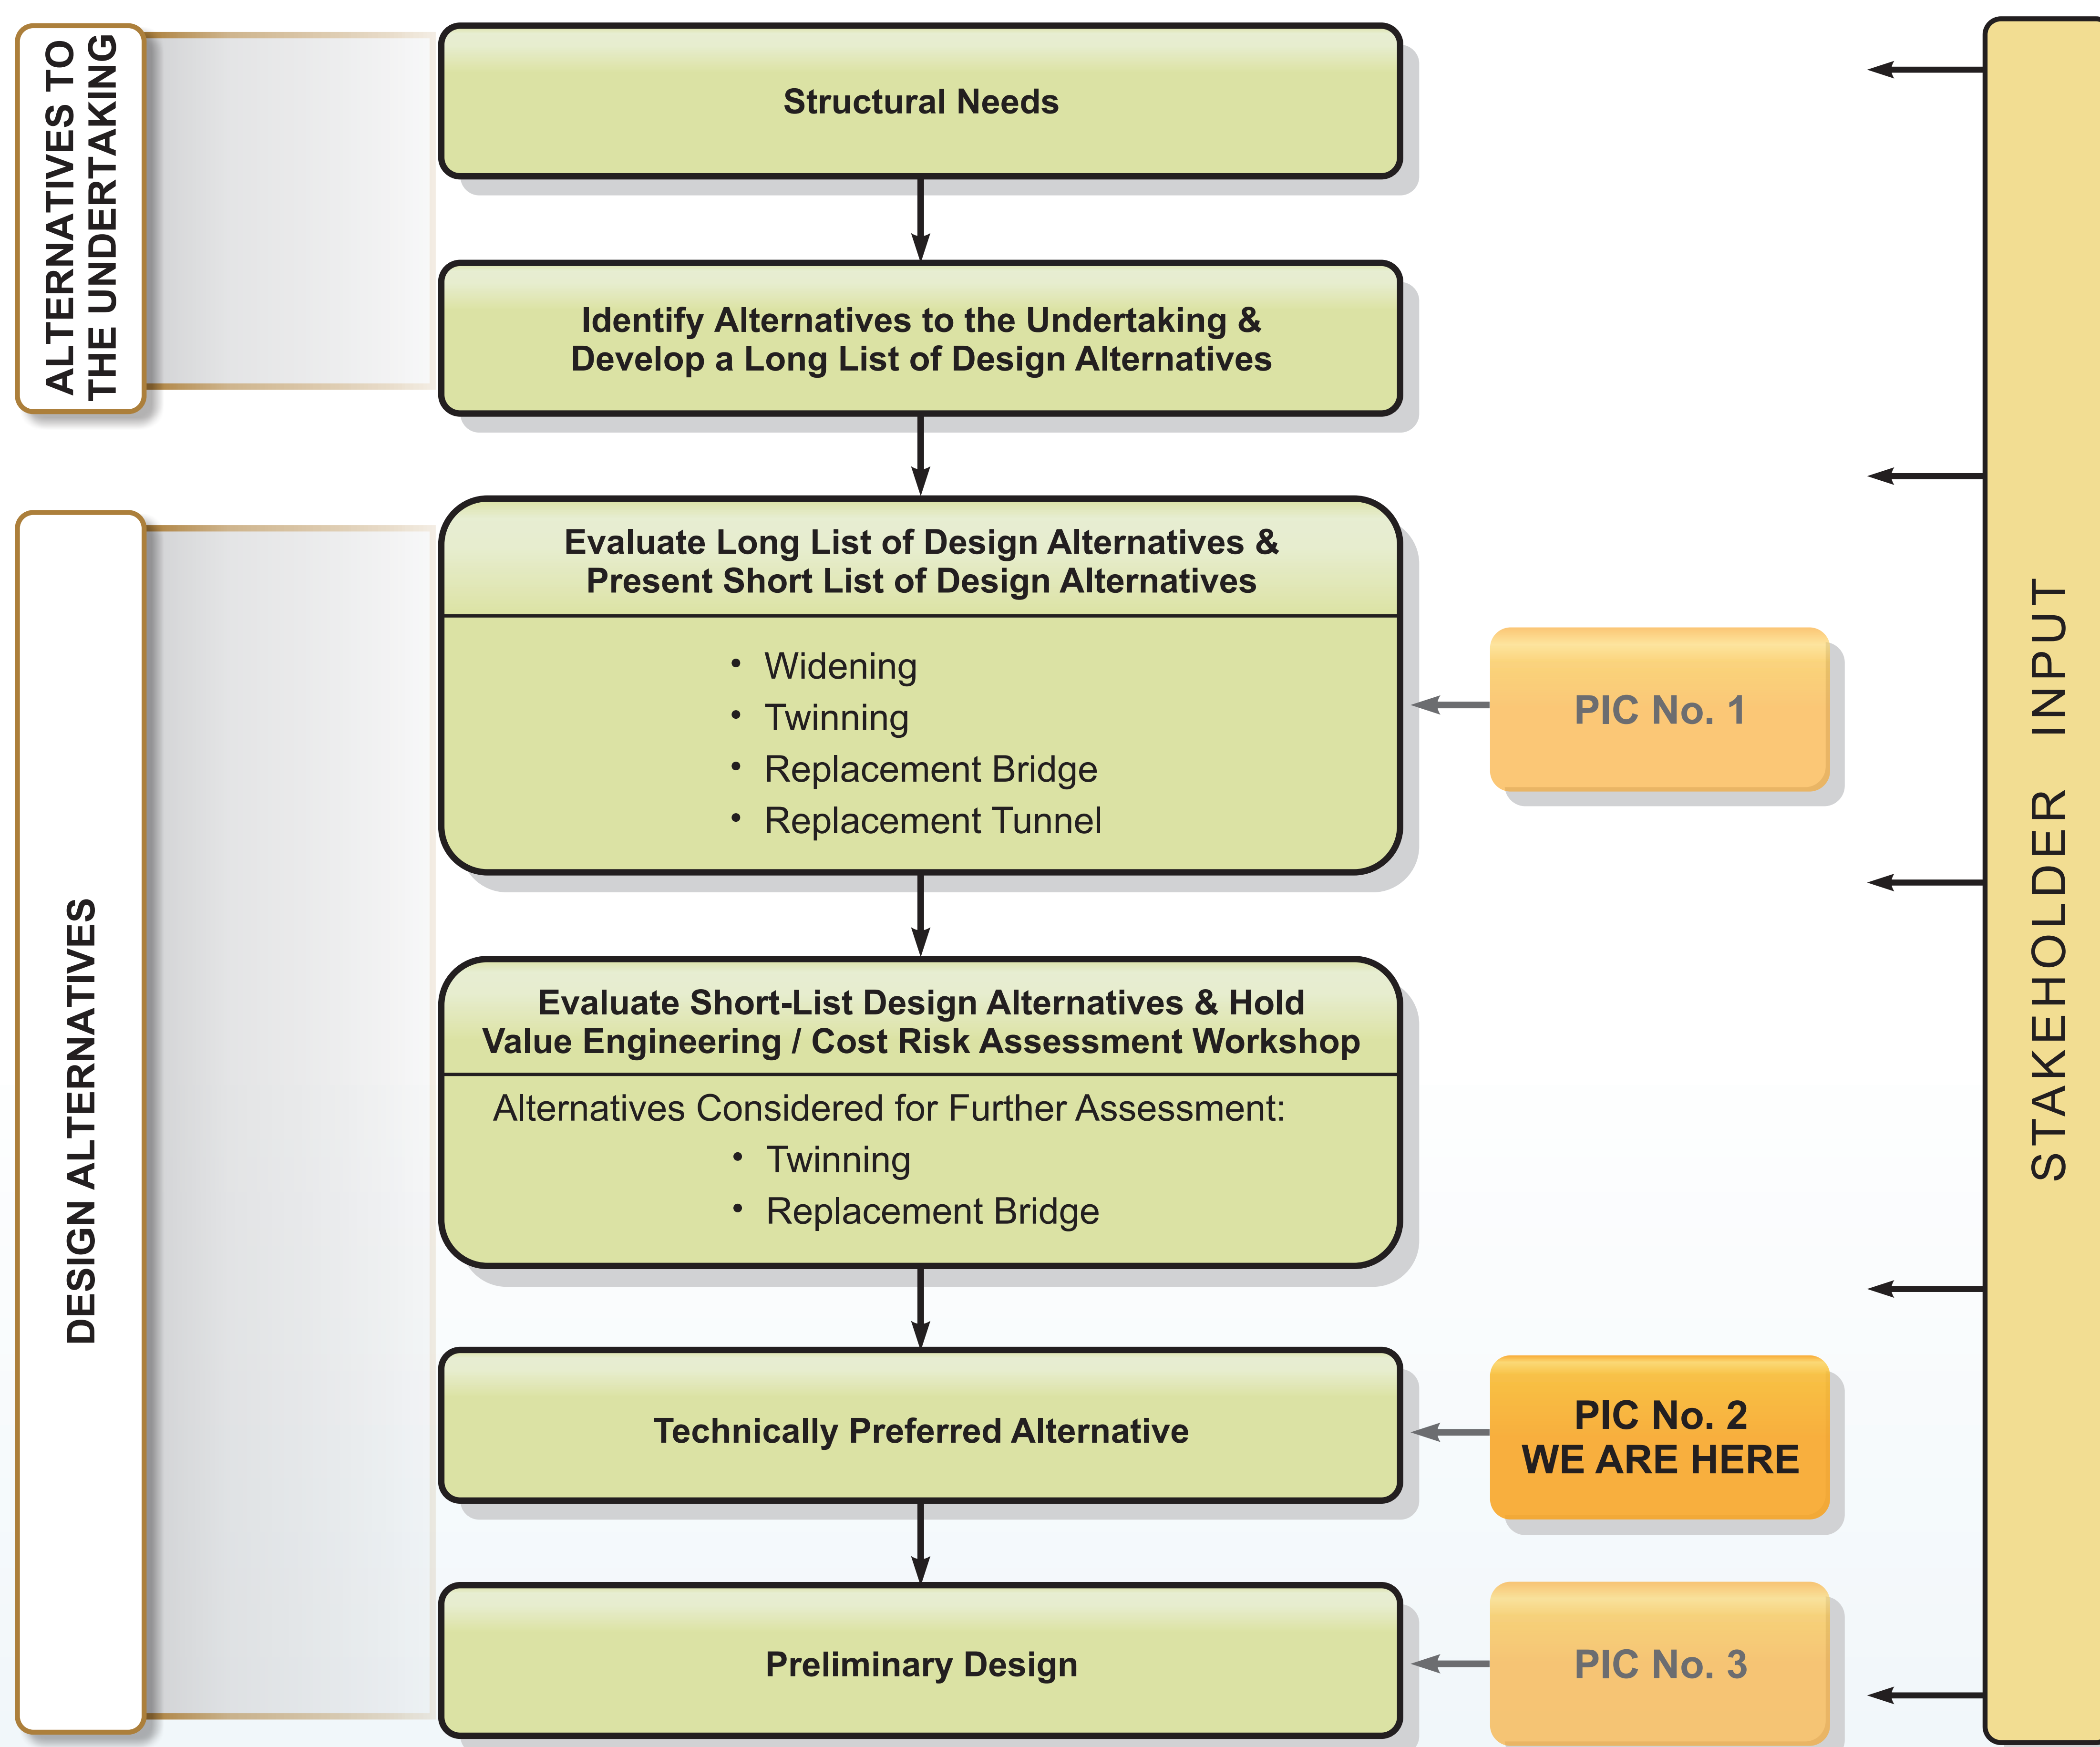 ALTERNATIVES TO
THE UNDERTAKING
Structural Needs
Identify Alternatives to the Undertaking &
Develop a Long List of Design Alternatives
DESIGN ALTERNATIVES
Evaluate Long List of Design Alternatives &
Present Short List of Design Alternatives
• Widening
• Twinning
• Replacement Bridge
• Replacement Tunnel
PIC No. 1
Evaluate Short-List Design Alternatives & Hold
Value Engineering / Cost Risk Assessment Workshop
Alternatives Considered for Further Assessment:
• Twinning
• Replacement Bridge
Technically Preferred Alternative
PIC No. 2
WE ARE HERE
Preliminary Design
PIC No. 3
STAKEHOLDER INPUT